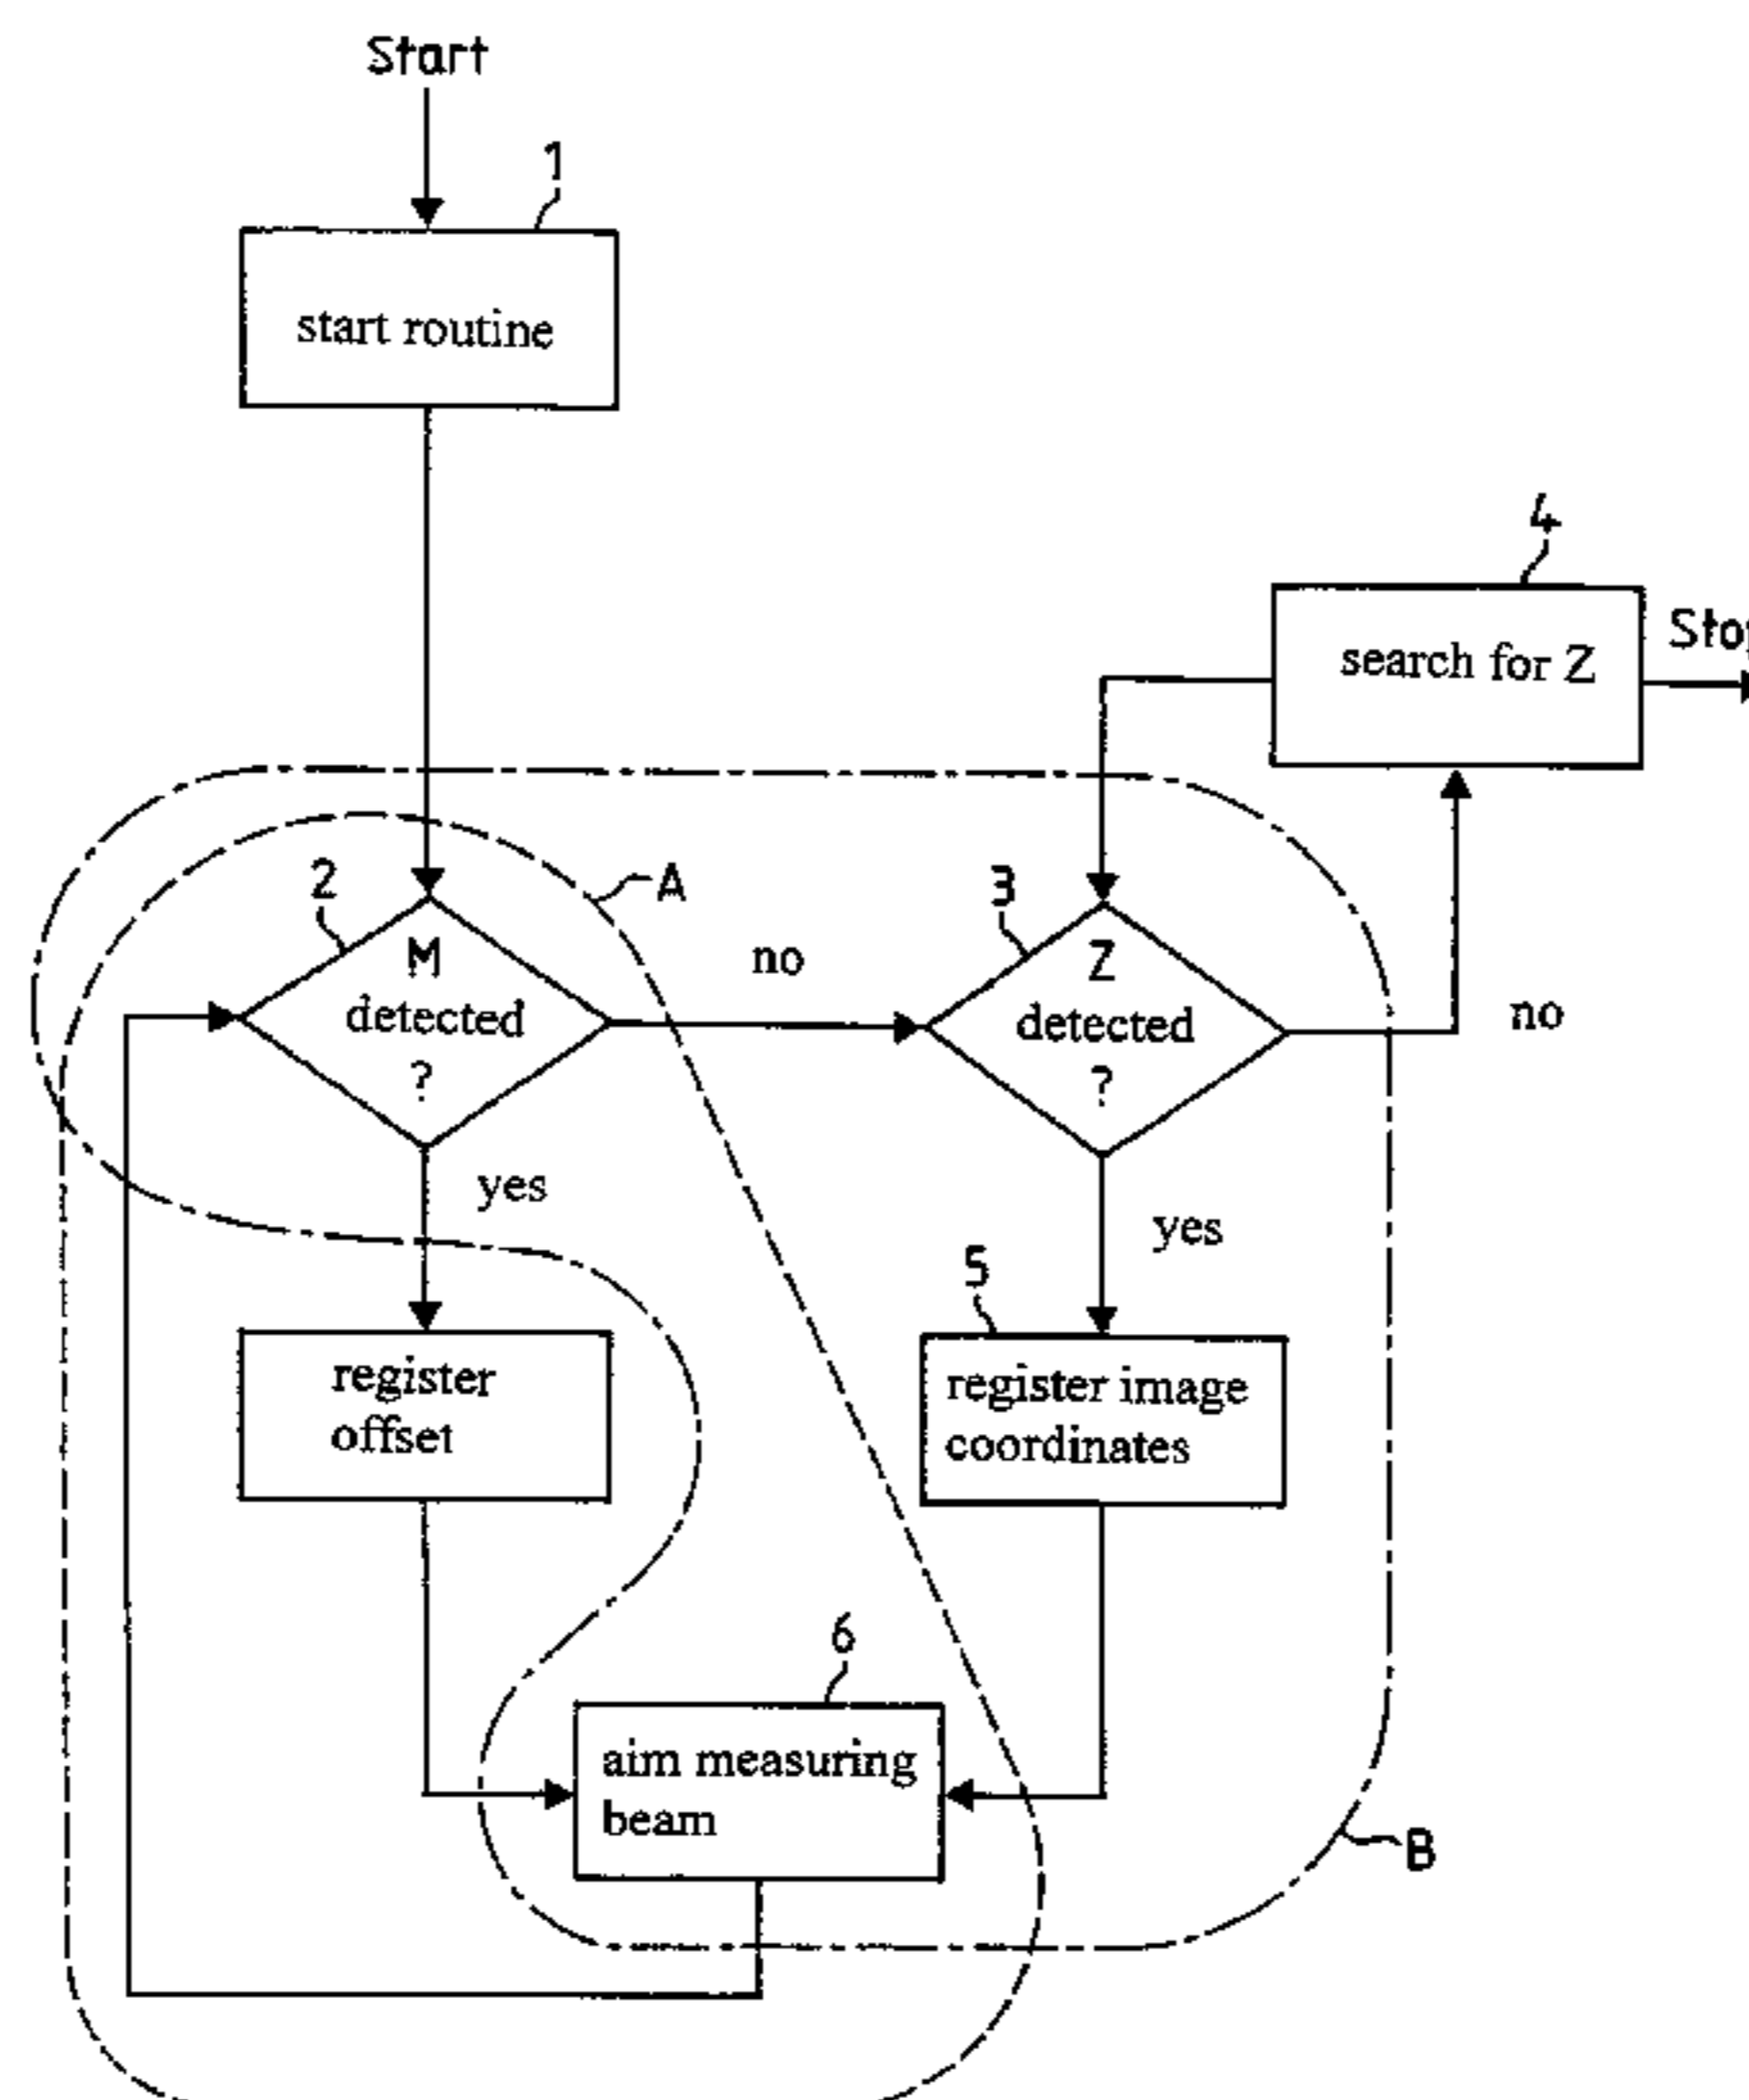 Start
1
start routine
4
search for Z
2
A
M
detected
?
no
3
Z
detected
?
no
yes
yes
register
offset
5
register image
coordinates
6
aim measuring
beam
B